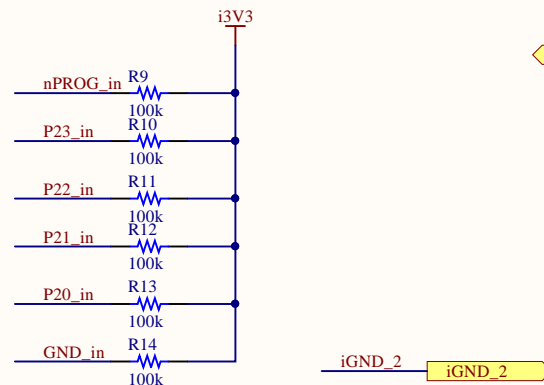 i3V3
nPROG_in R9
100k
P23_in R10
100k
P22_in R11
100k
P21_in R12
100k
P20_in R13
100k
GND_in R14
100k
iGND_2 iGND_2